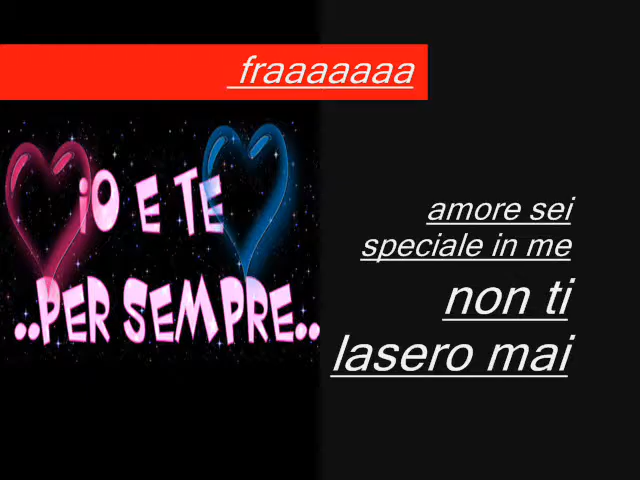 fraaaaaaa
iO E TE
..PER SEMPRE..
amore sei
speciale in me
non ti
lasero mai